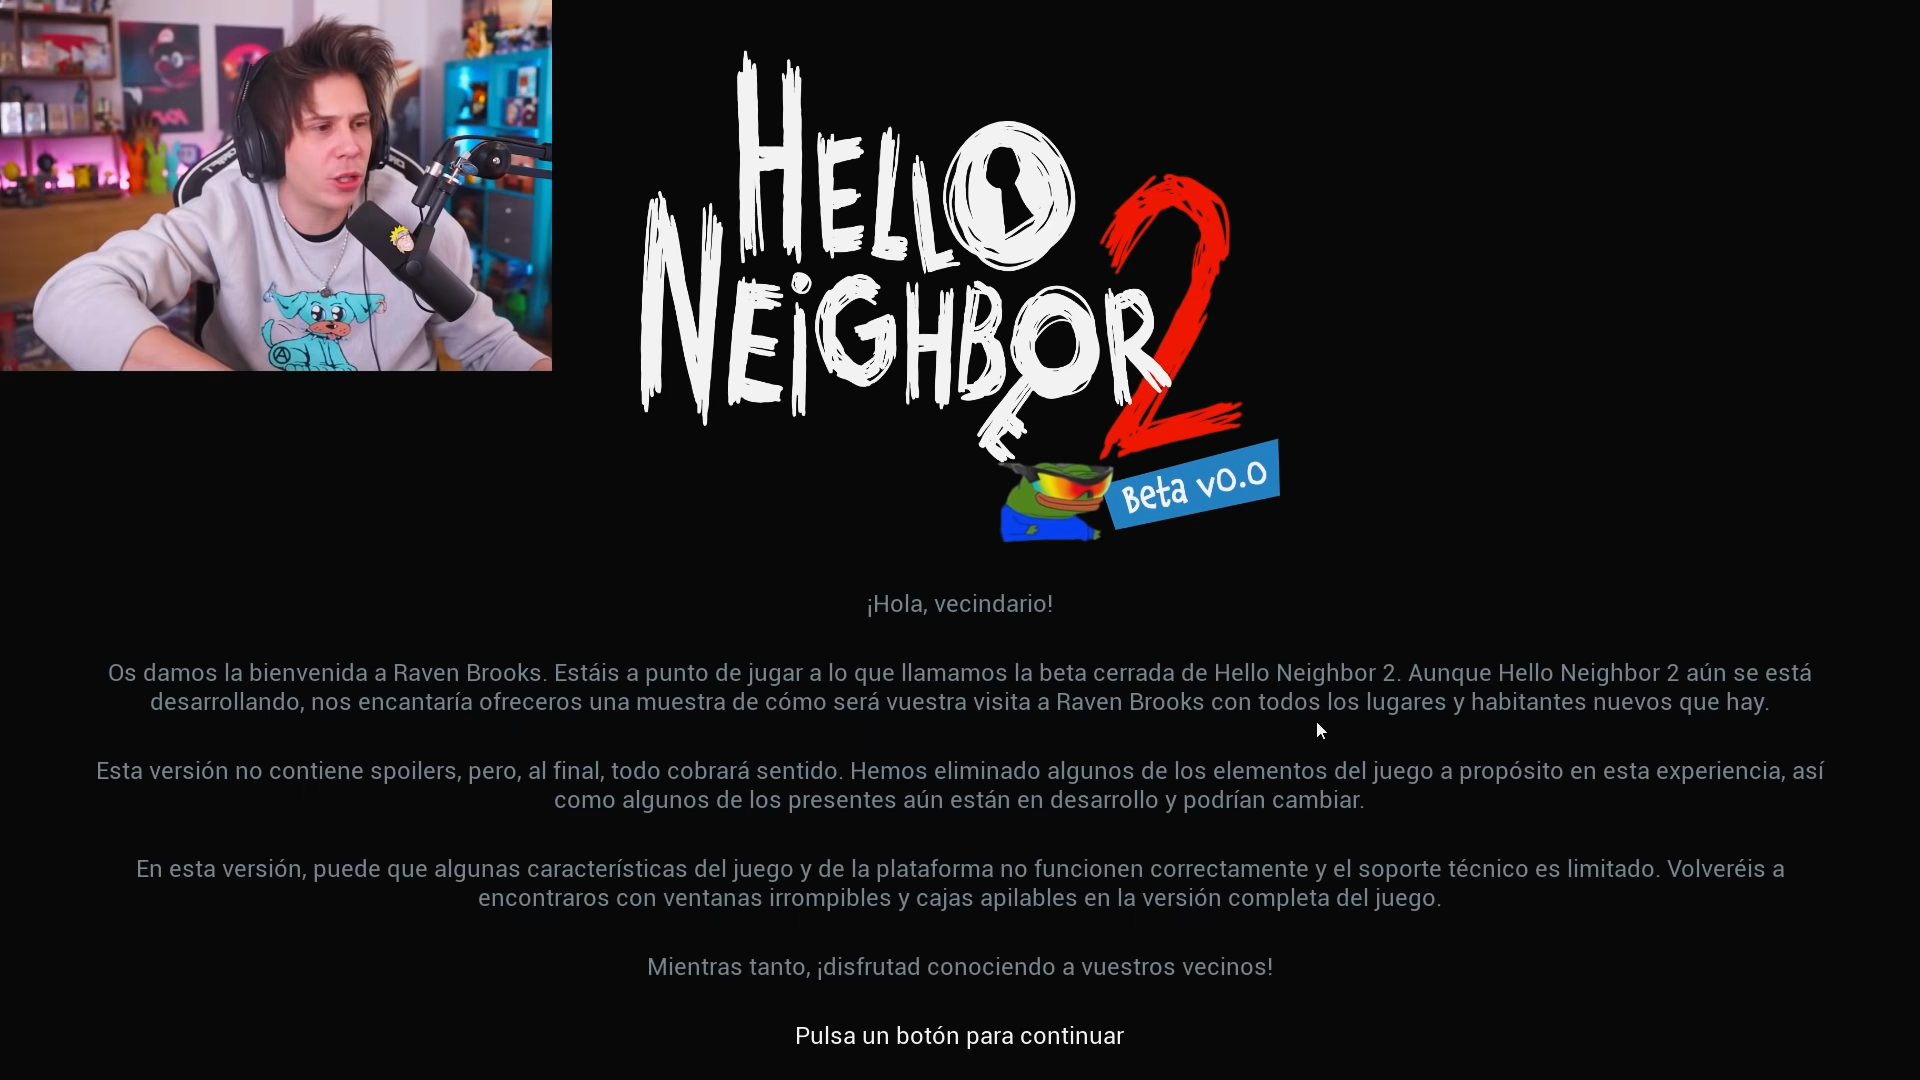 HELLO
NEiGHBOR 2
Beta v0.0
¡Hola, vecindario!
Os damos la bienvenida a Raven Brooks. Estáis a punto de jugar a lo que llamamos la beta cerrada de Hello Neighbor 2. Aunque Hello Neighbor 2 aún se está
desarrollando, nos encantaría ofreceros una muestra de cómo será vuestra visita a Raven Brooks con todos los lugares y habitantes nuevos que hay.
Esta versión no contiene spoilers, pero, al final, todo cobrará sentido. Hemos eliminado algunos de los elementos del juego a propósito en esta experiencia, así
como algunos de los presentes aún están en desarrollo y podrían cambiar.
En esta versión, puede que algunas características del juego y de la plataforma no funcionen correctamente y el soporte técnico es limitado. Volveréis a
encontraros con ventanas irrompibles y cajas apilables en la versión completa del juego.
Mientras tanto, ¡disfrutad conociendo a vuestros vecinos!
Pulsa un botón para continuar